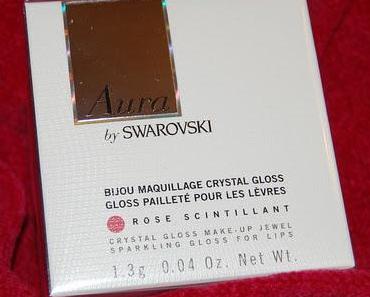 Aura
by SWAROVSKI
BIJOU MAQUILLAGE CRYSTAL GLOSS
GLOSS PAILLETÉ POUR LES LÈVRES
ROSE SCINTILLANT
CRYSTAL GLOSS MAKE-UP JEWEL
SPARKLING GLOSS FOR LIPS
1.3g 0.04 Oz. Net Wt.